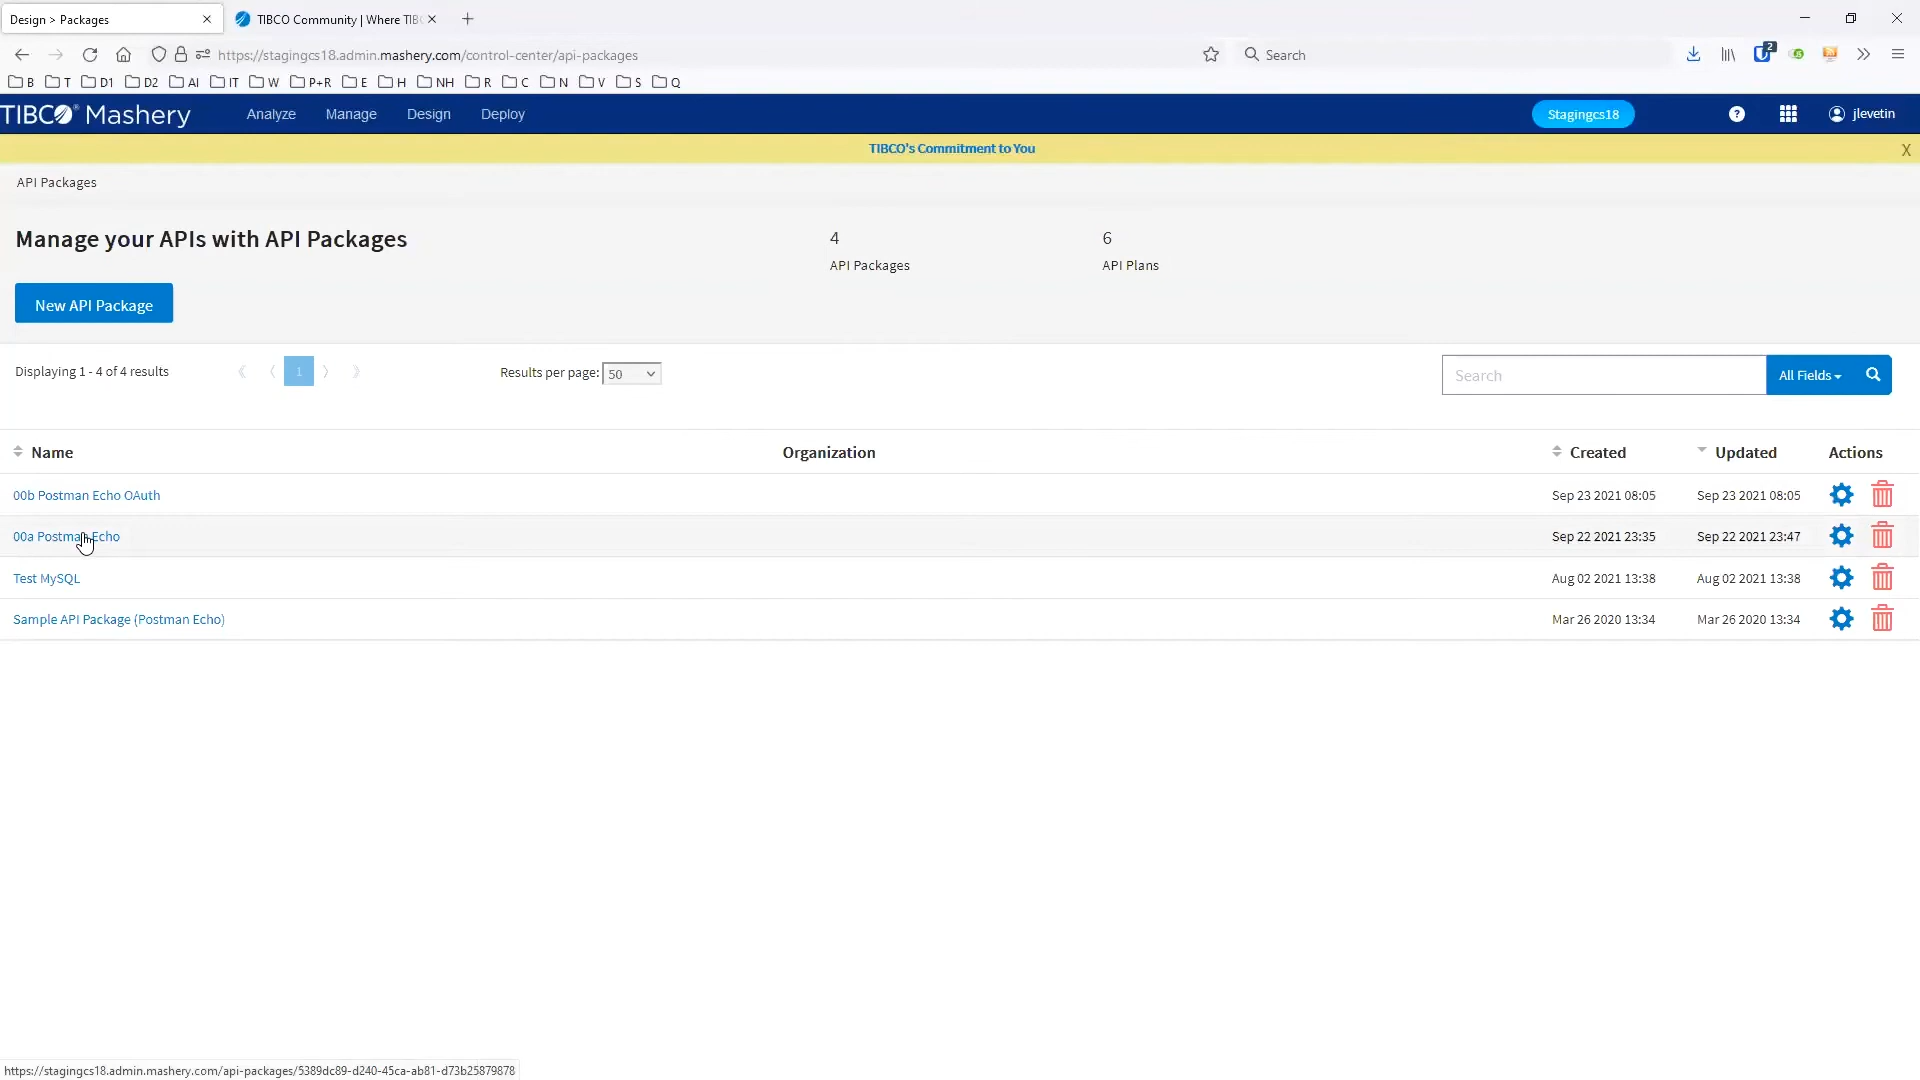 Design > Packages
TIBCO Community | Where TIB
https://stagingcs18.admin.mashery.com/control-center/api-packages
Search
2
B T D1 D2 AI IT W P+R E H NH R C N V S Q
TIBCO® Mashery
Analyze Manage Design Deploy
Stagingcs18
?
jlevetin
TIBCO's Commitment to You
X
API Packages
Manage your APIs with API Packages
4
API Packages
6
API Plans
New API Package
Displaying 1 - 4 of 4 results
1
Results per page: 50
Search
All Fields
Name Organization Created Updated Actions
00b Postman Echo OAuth Sep 23 2021 08:05 Sep 23 2021 08:05
00a Postman Echo Sep 22 2021 23:35 Sep 22 2021 23:47
Test MySQL Aug 02 2021 13:38 Aug 02 2021 13:38
Sample API Package (Postman Echo) Mar 26 2020 13:34 Mar 26 2020 13:34
https://stagingcs18.admin.mashery.com/api-packages/5389dc89-d240-45ca-ab81-d73b25879878